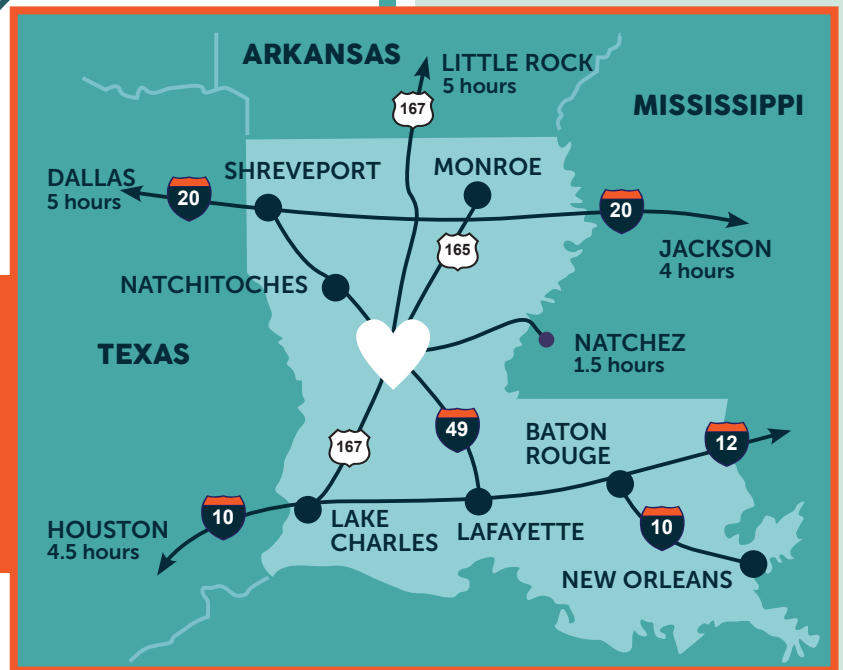 ARKANSAS
LITTLE ROCK
5 hours
167
MISSISSIPPI
DALLAS
5 hours
20
SHREVEPORT
MONROE
20
JACKSON
4 hours
165
NATCHITOCHES
TEXAS
NATCHEZ
1.5 hours
49
167
BATON
ROUGE
12
HOUSTON
4.5 hours
10
LAKE
CHARLES
LAFAYETTE
10
NEW ORLEANS